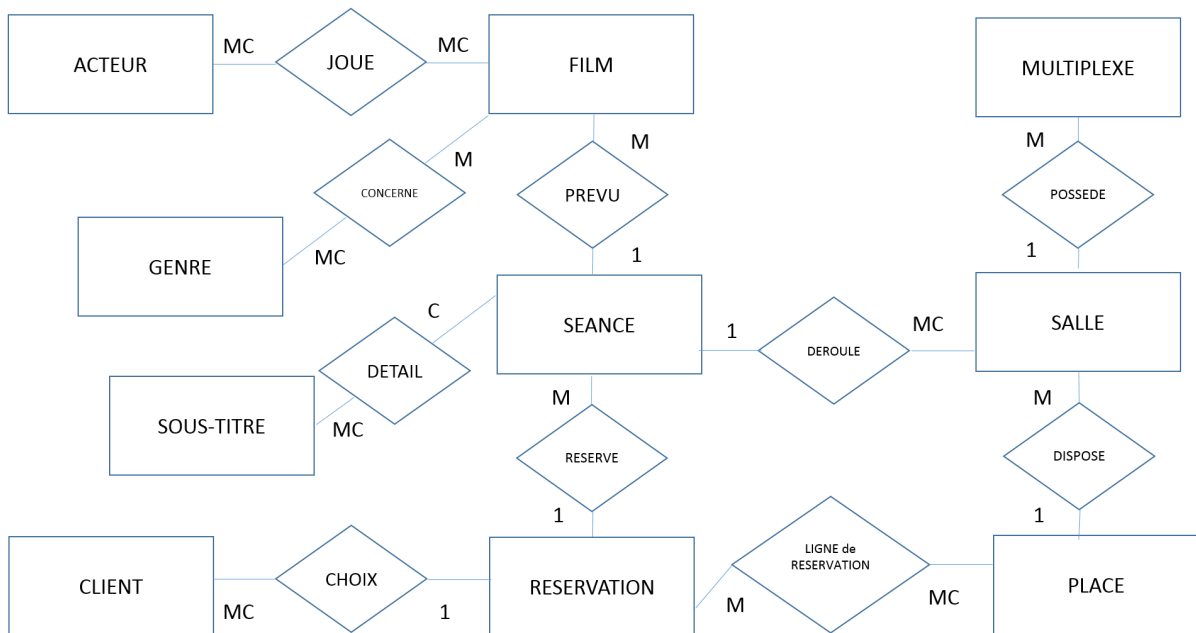 MC
MC
ACTEUR
JOUE
FILM
MULTIPLEXE
M
M
M
CONCERNE
PREVU
POSSEDE
MC
1
1
GENRE
C
SEANCE
1
MC
SALLE
DEROULE
DETAIL
M
M
SOUS-TITRE
MC
RESERVE
DISPOSE
1
1
LIGNE de
RESERVATION
CLIENT
CHOIX
RESERVATION
PLACE
MC
1
M
MC